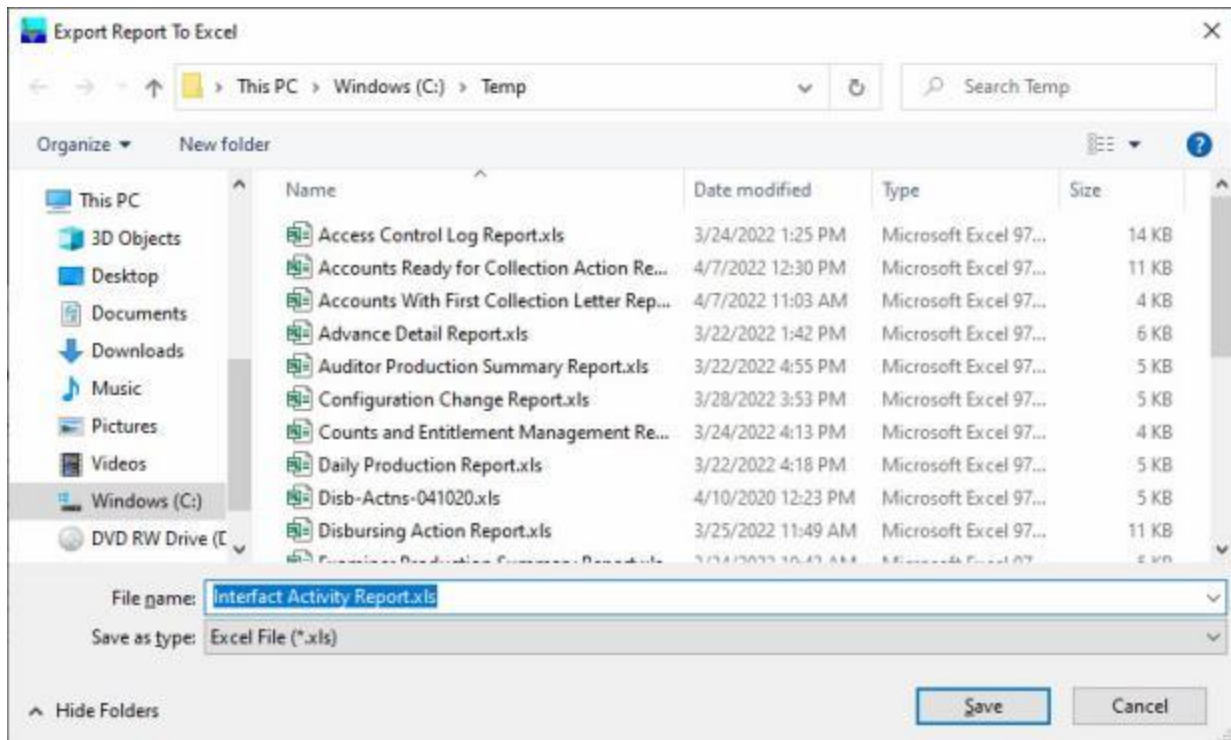 Export Report To Excel
This PC > Windows (C:) > Temp
Search Temp
Organize
New folder
Name Date modified Type Size
This PC
3D Objects
Desktop
Documents
Downloads
Music
Pictures
Videos
Windows (C:)
DVD RW Drive (D
Access Control Log Report.xls 3/24/2022 1:25 PM Microsoft Excel 97... 14 KB
Accounts Ready for Collection Action Re... 4/7/2022 12:30 PM Microsoft Excel 97... 11 KB
Accounts With First Collection Letter Rep... 4/7/2022 11:03 AM Microsoft Excel 97... 4 KB
Advance Detail Report.xls 3/22/2022 1:42 PM Microsoft Excel 97... 6 KB
Auditor Production Summary Report.xls 3/22/2022 4:55 PM Microsoft Excel 97... 5 KB
Configuration Change Report.xls 3/28/2022 3:53 PM Microsoft Excel 97... 5 KB
Counts and Entitlement Management Re... 3/24/2022 4:13 PM Microsoft Excel 97... 4 KB
Daily Production Report.xls 3/22/2022 4:18 PM Microsoft Excel 97... 5 KB
Disb-Actns-041020.xls 4/10/2020 12:23 PM Microsoft Excel 97... 5 KB
Disbursing Action Report.xls 3/25/2022 11:49 AM Microsoft Excel 97... 11 KB
File name: Interfact Activity Report.xls
Save as type: Excel File (*.xls)
Hide Folders
Save
Cancel